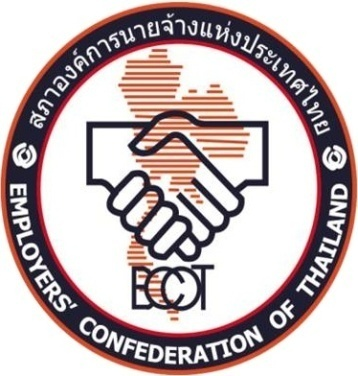 สภาองค์การนายจ้างแห่งประเทศไทย
ECOT
EMPLOYERS' CONFEDERATION OF THAILAND